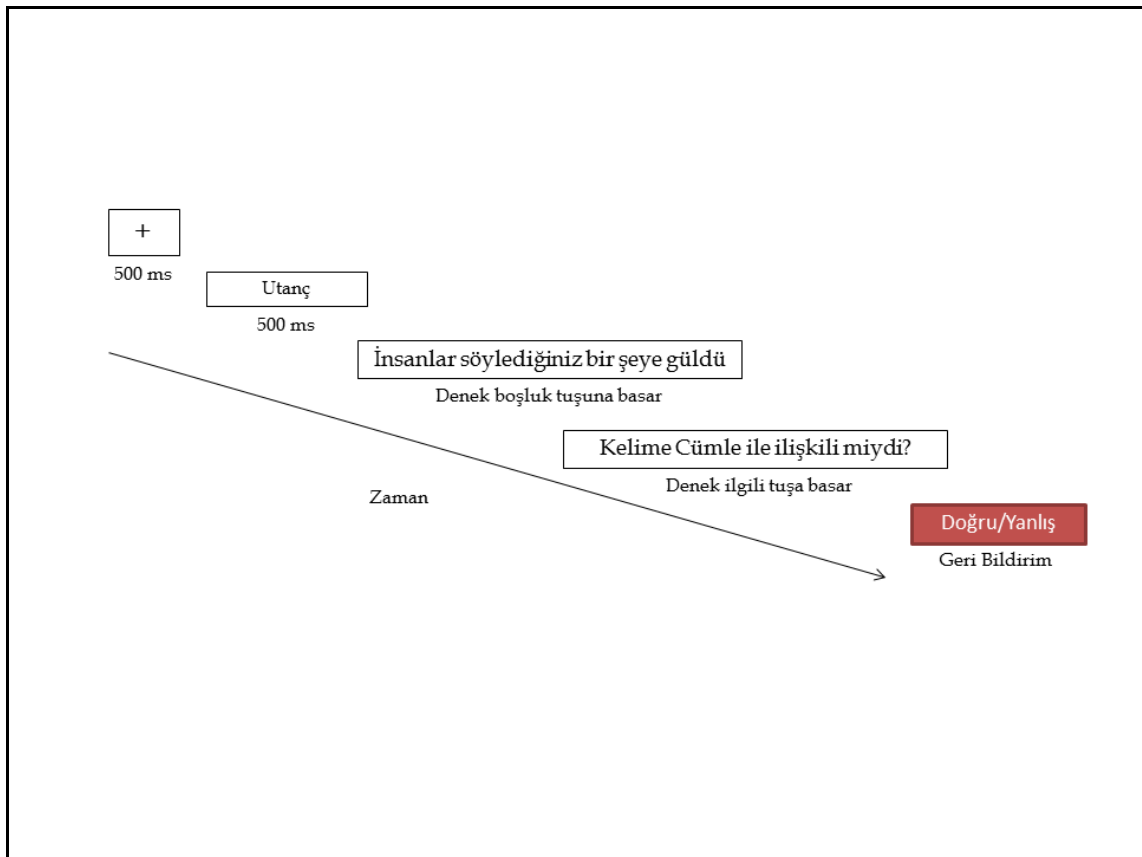 +
500 ms
Utanç
500 ms
İnsanlar söylediğiniz bir şeye güldü
Denek boşluk tuşuna basar
Kelime Cümle ile ilişkili miydi?
Denek ilgili tuşa basar
Zaman
Doğru/Yanlış
Geri Bildirim